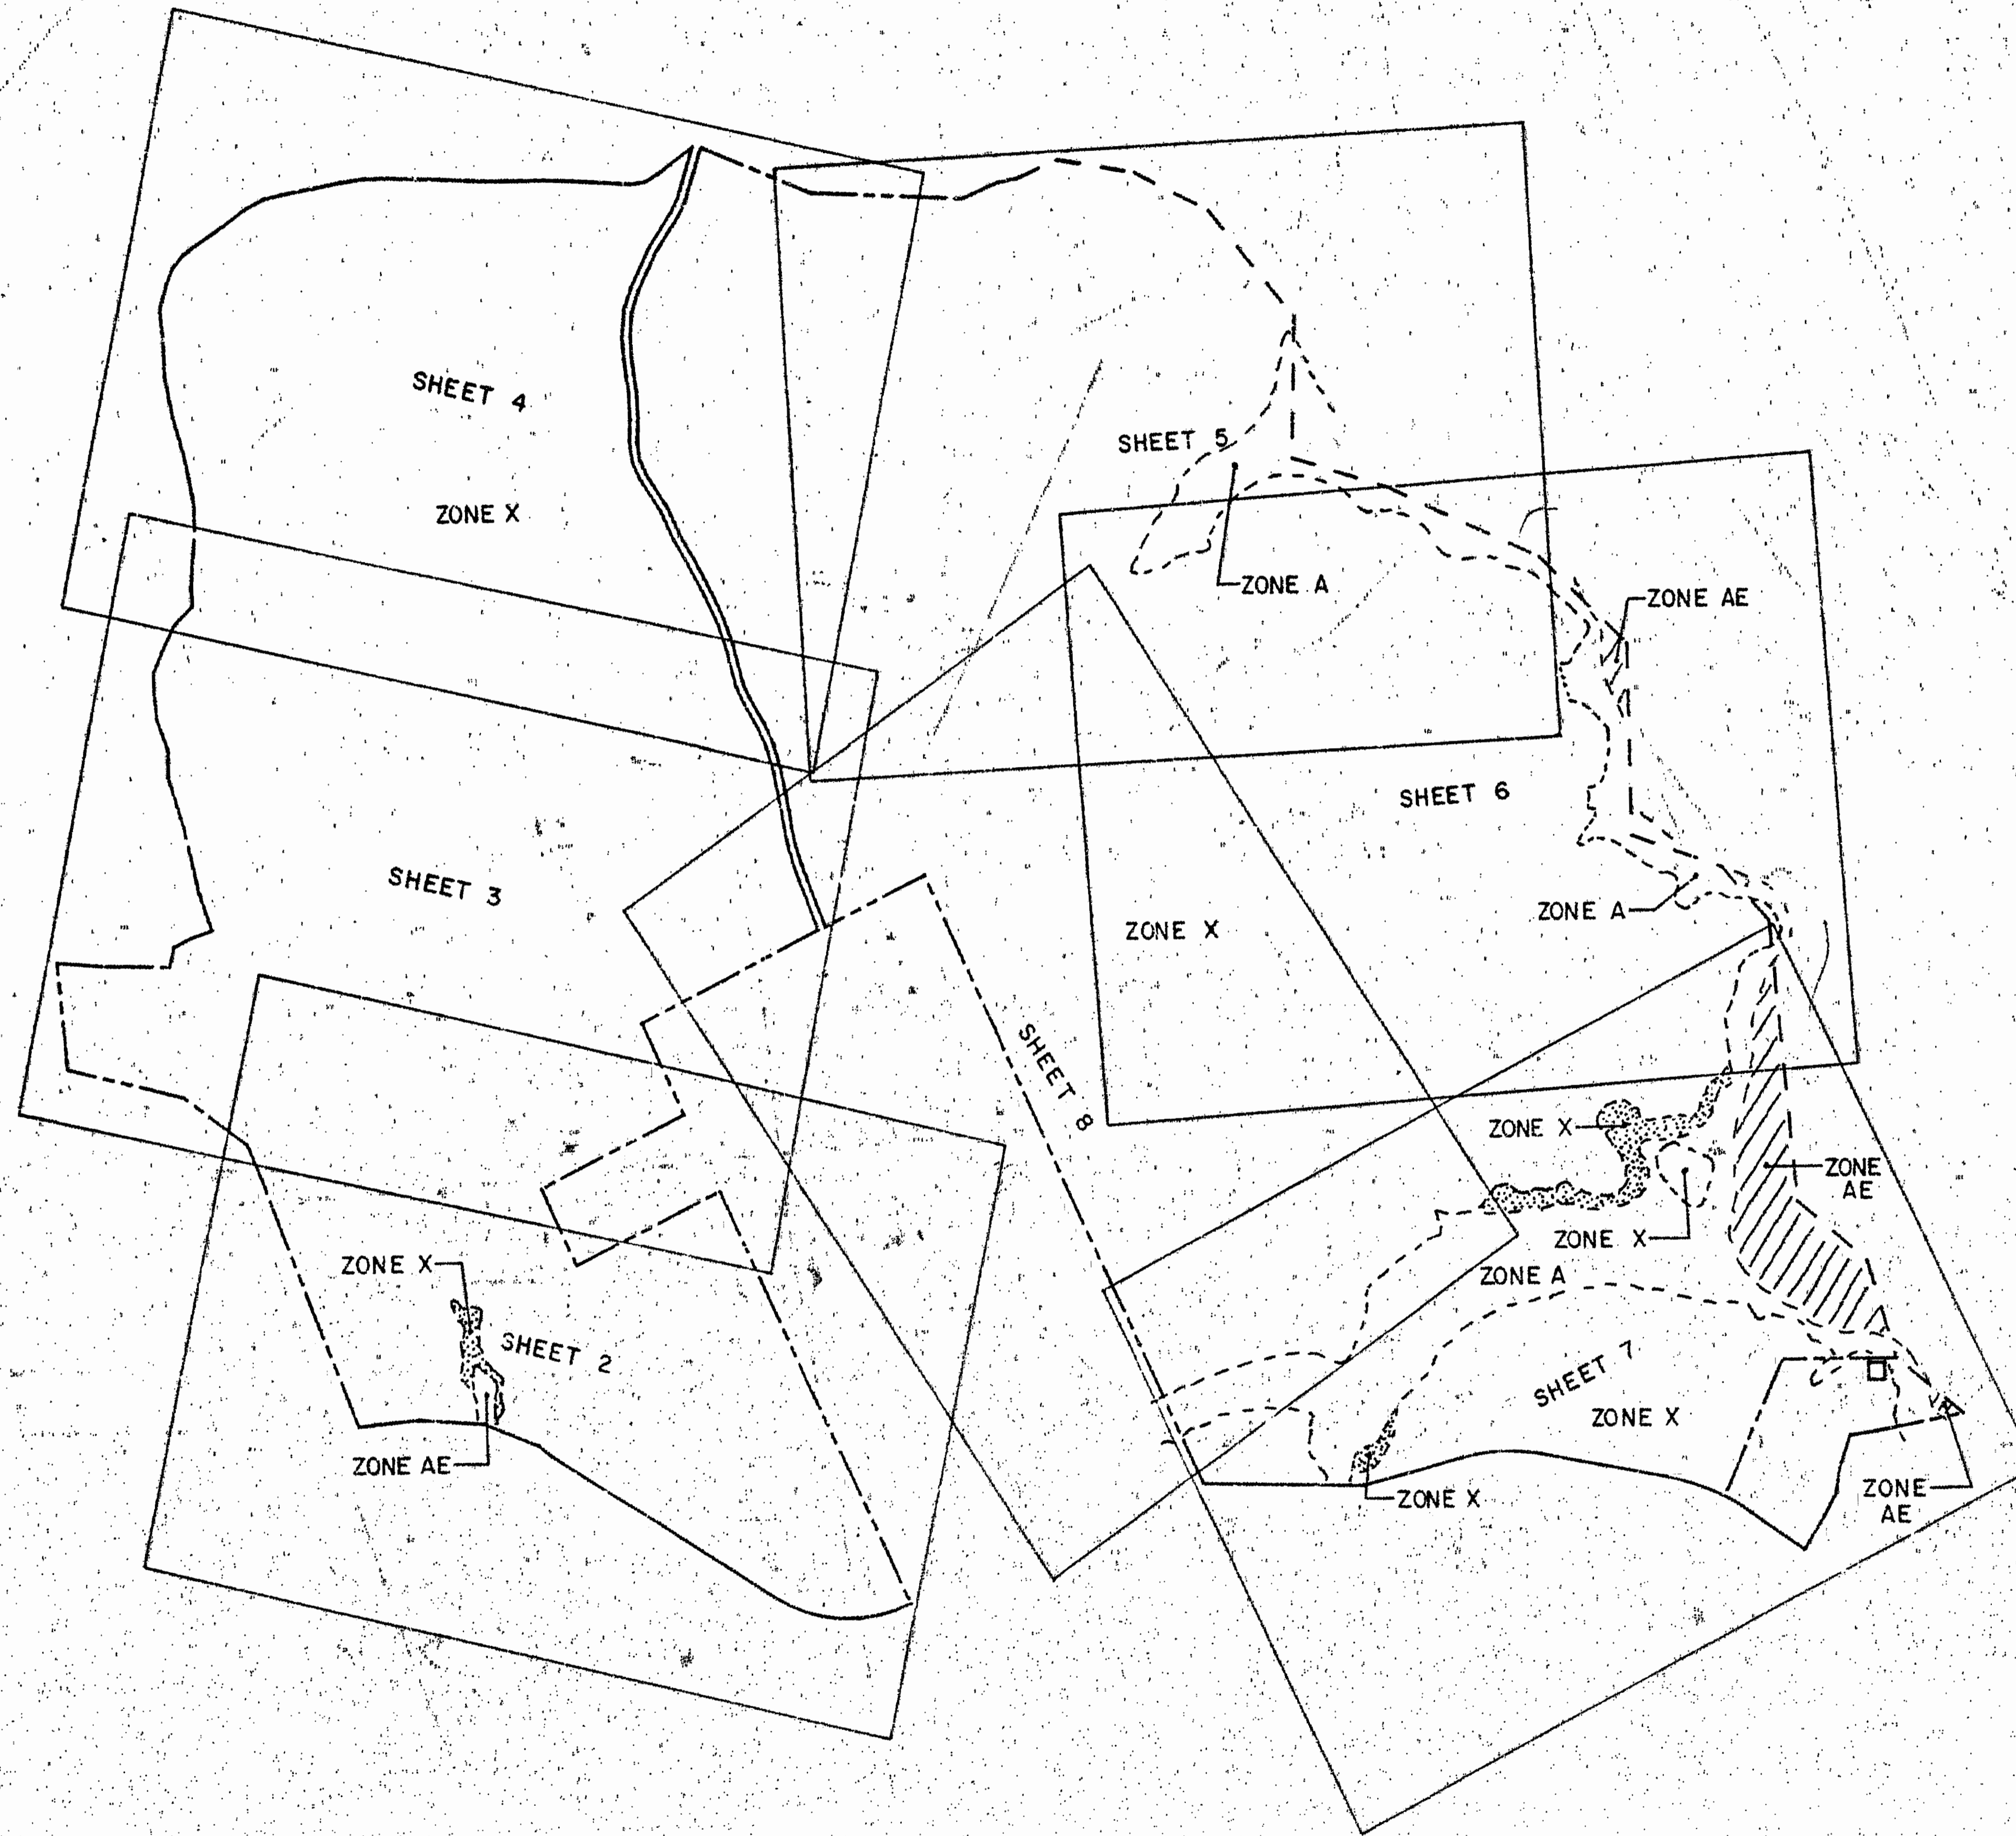 SHEET 4
ZONE X
SHEET 5
ZONE A
ZONE AE
SHEET 6
SHEET 3
ZONE X
ZONE A
SHEET 8
ZONE X
ZONE
AE
ZONE X
ZONE A
ZONE X
SHEET 2
ZONE AE
SHEET 7
ZONE X
ZONE X
ZONE
AE